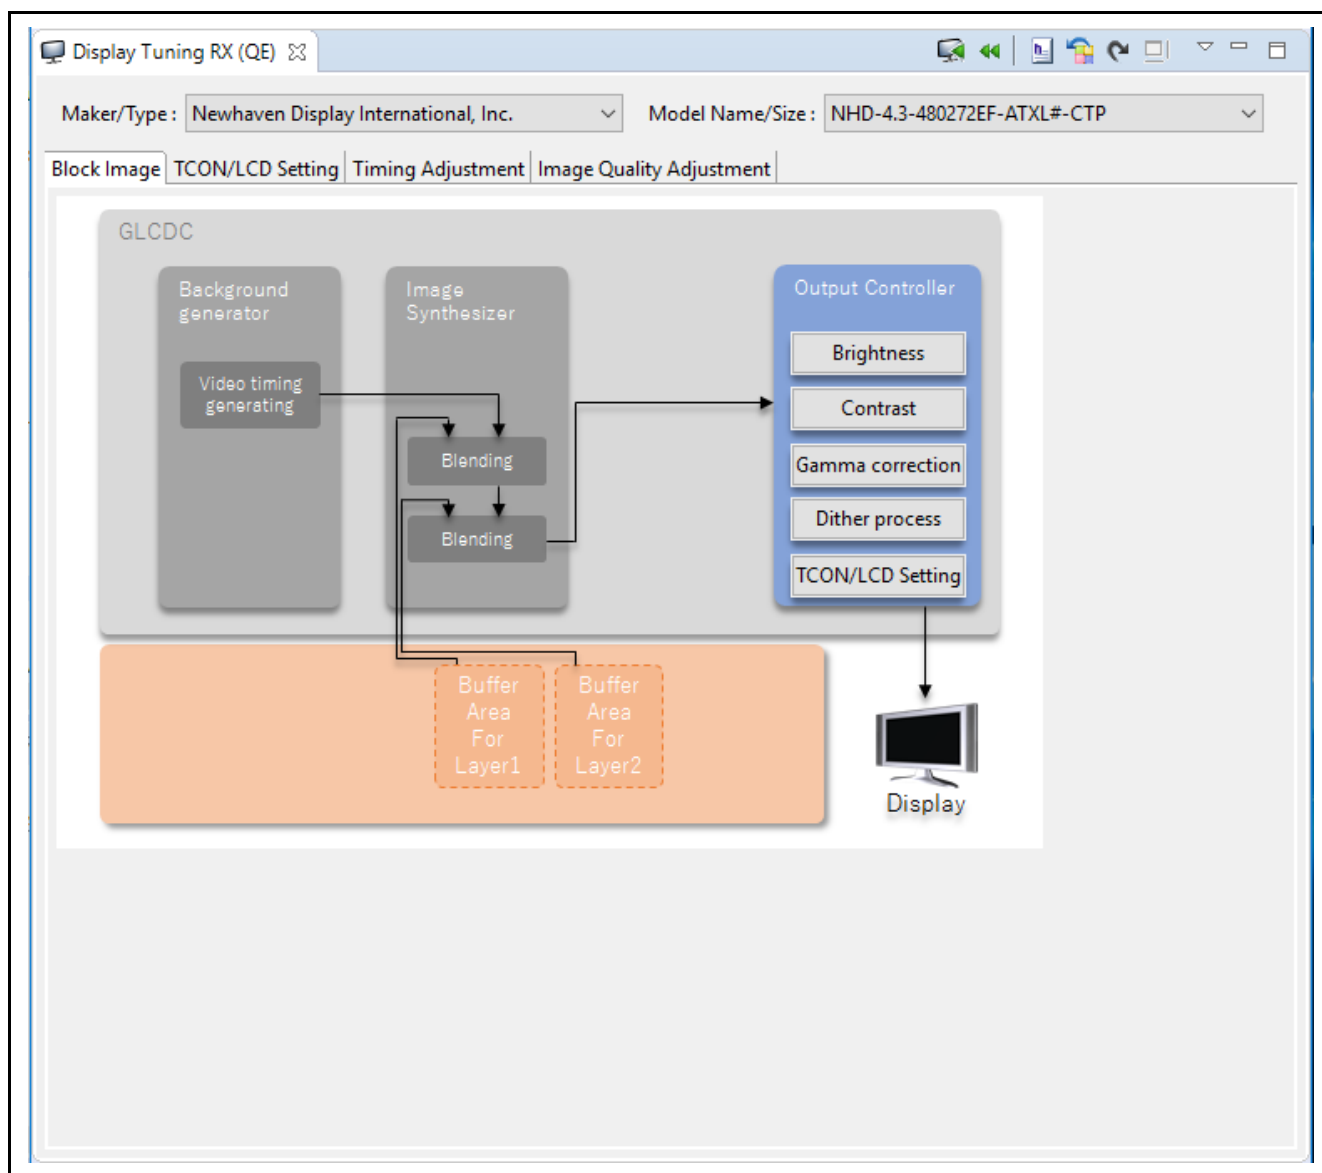 Display Tuning RX (QE)
Maker/Type : Newhaven Display International, Inc. Model Name/Size : NHD-4.3-480272EF-ATXL#-CTP
Block Image TCON/LCD Setting Timing Adjustment Image Quality Adjustment
GLCDC
Background
generator
Video timing
generating
Image
Synthesizer
Blending
Blending
Output Controller
Brightness
Contrast
Gamma correction
Dither process
TCON/LCD Setting
Buffer
Area
For
Layer1
Buffer
Area
For
Layer2
Display